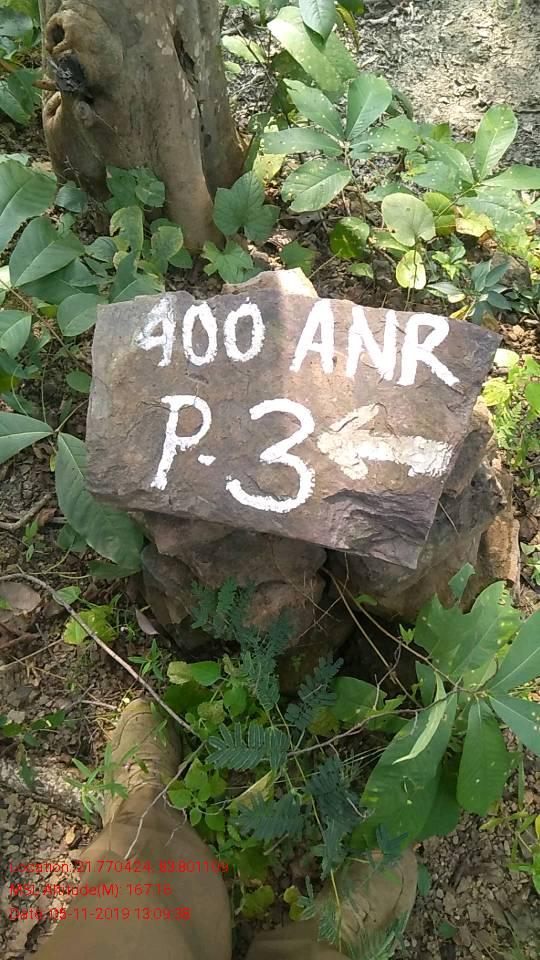 400 ANR
P. 3 ←
Location: 21.770424, 83.801109
MSL Altitude(M): 167.16
Date: 05-11-2019 13:09:38